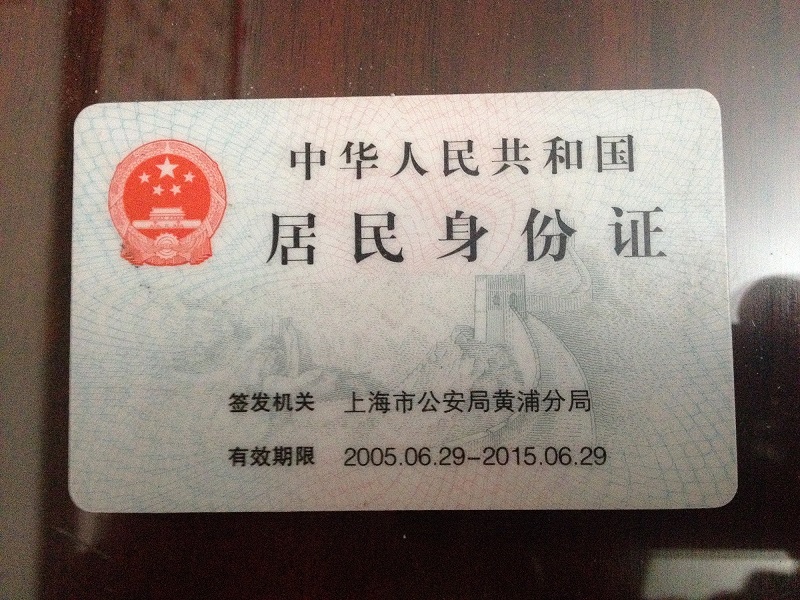 中华人民共和国
居民身份证
签发机关 上海市公安局黄浦分局
有效期限 2005.06.29-2015.06.29